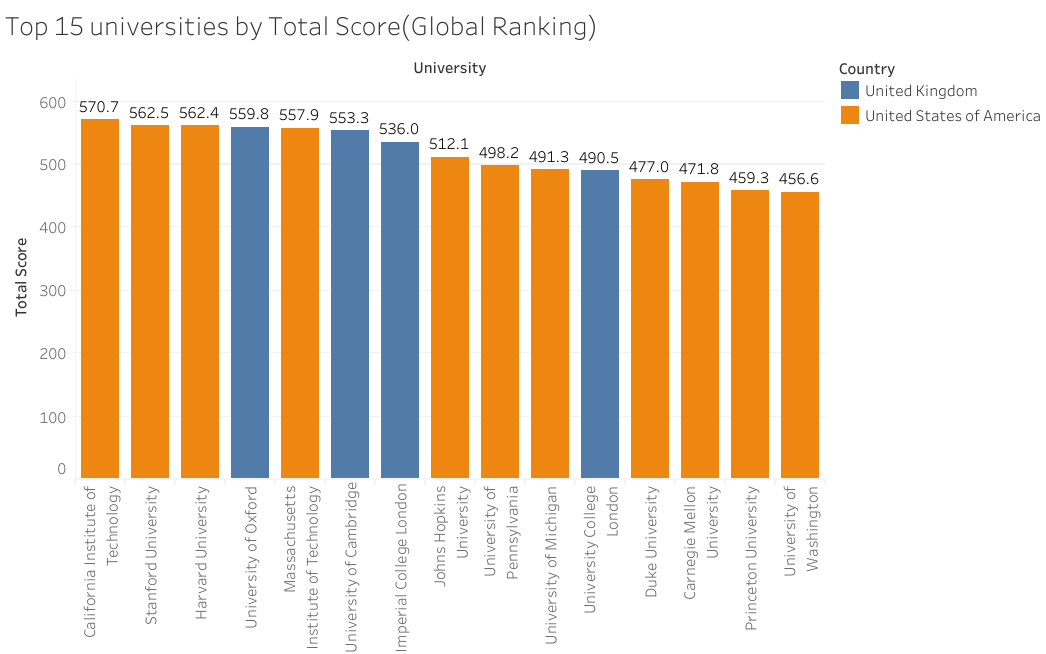 Top 15 universities by Total Score(Global Ranking)
University
Country
United Kingdom
United States of America
Total Score
600
500
400
300
200
100
0
570.7
562.5
562.4
559.8
557.9
553.3
536.0
512.1
498.2
491.3
490.5
477.0
471.8
459.3
456.6
California Institute of
Technology
Stanford University
Harvard University
University of Oxford
Massachusetts
Institute of Technology
University of Cambridge
Imperial College London
Johns Hopkins
University
University of
Pennsylvania
University of Michigan
University College
London
Duke University
Carnegie Mellon
University
Princeton University
University of
Washington